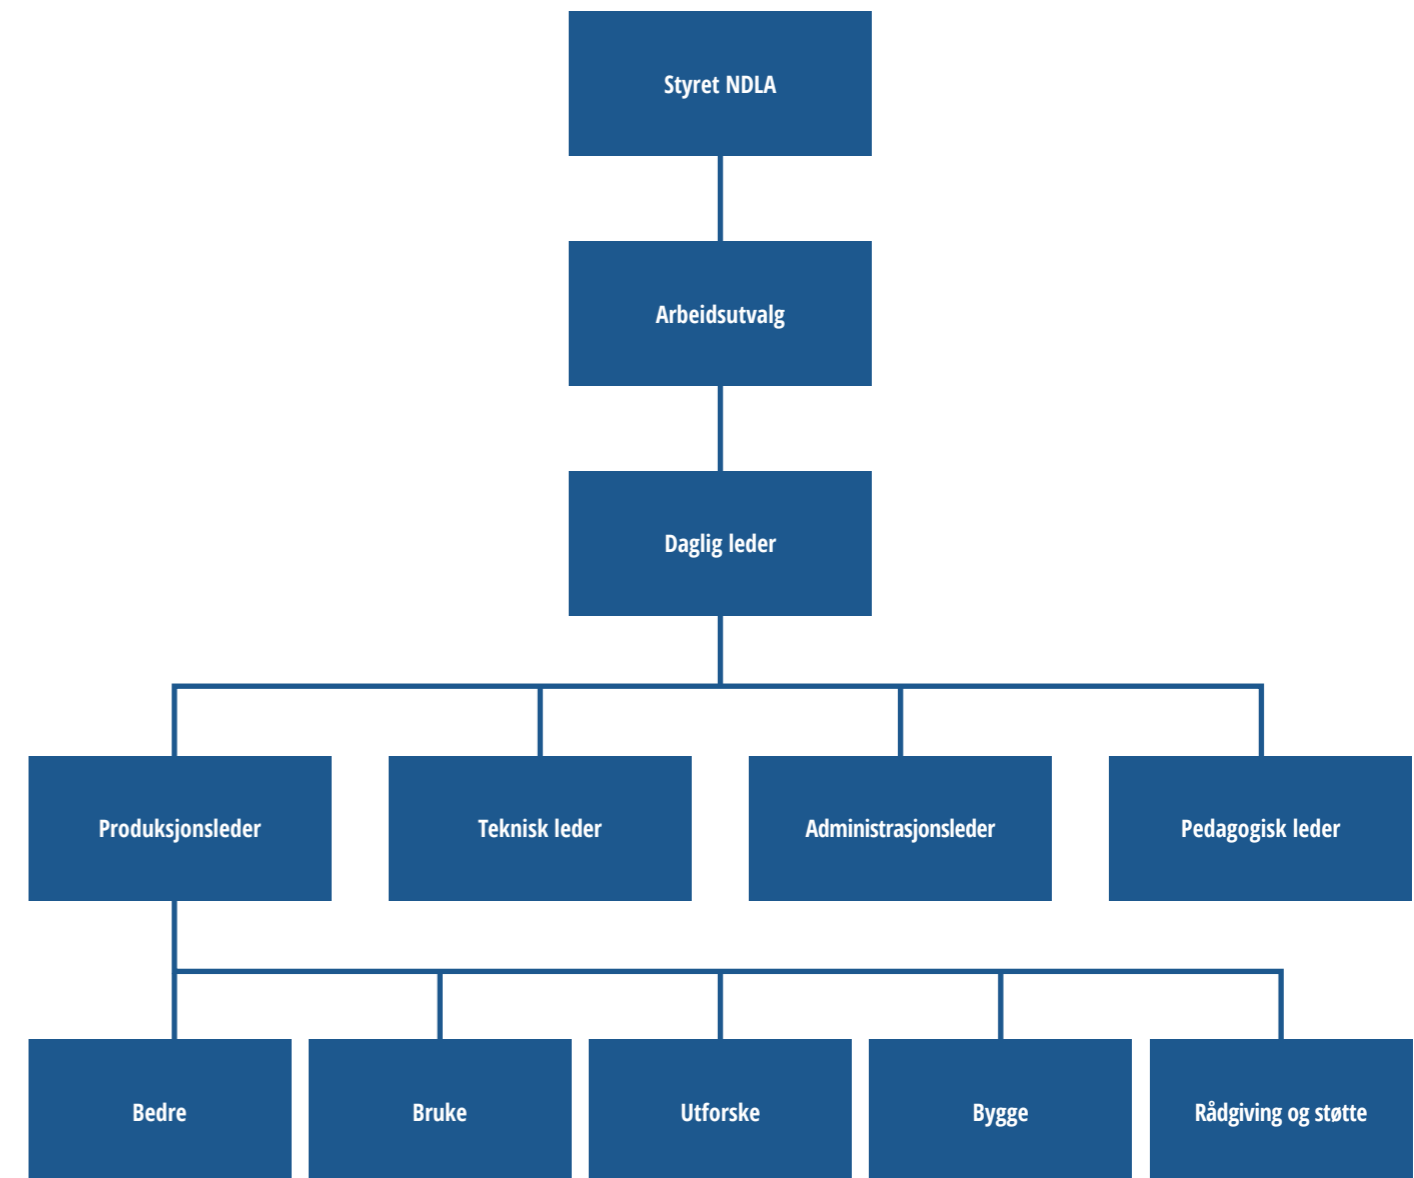 Styret NDLA
Arbeidsutvalg
Daglig leder
Produksjonsleder
Teknisk leder
Administrasjonsleder
Pedagogisk leder
Bedre
Bruke
Utforske
Bygge
Rådgiving og støtte